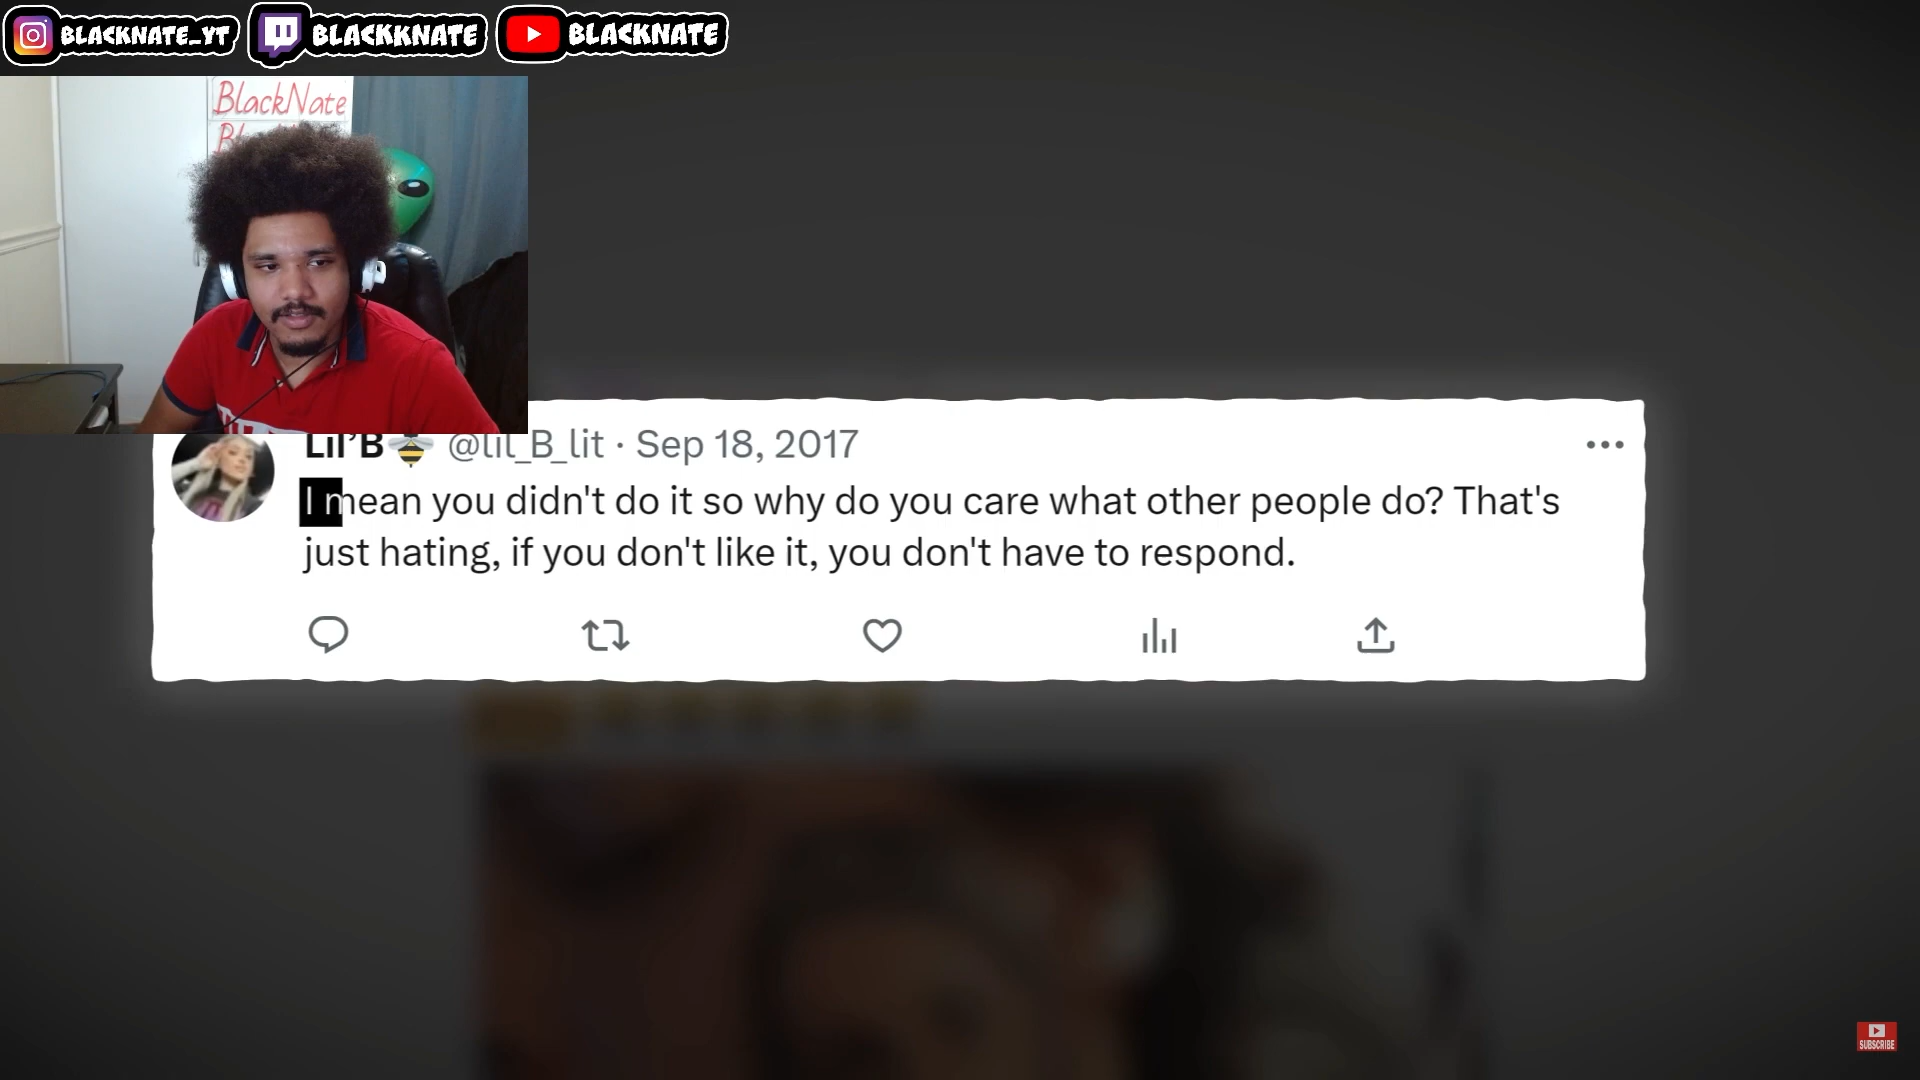 BLACKNATE_YT BLACKKNATE BLACKNATE
BlackNate
Lil'B🐝 @lil_B_lit · Sep 18, 2017
I mean you didn't do it so why do you care what other people do? That's
just hating, if you don't like it, you don't have to respond.
SUBSCRIBE